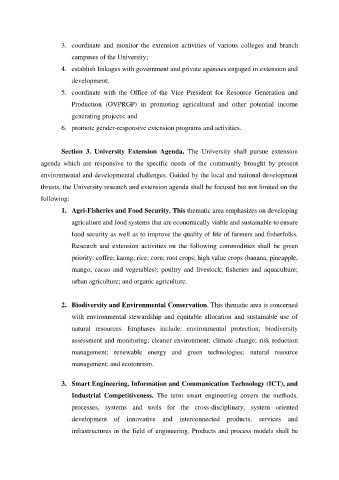 3. coordinate and monitor the extension activities of various colleges and branch
campuses of the University;
4. establish linkages with government and private agencies engaged in extension and
development;
5. coordinate with the Office of the Vice President for Resource Generation and
Production (OVPRGP) in promoting agricultural and other potential income
generating projects; and
6. promote gender-responsive extension programs and activities.
Section 3. University Extension Agenda. The University shall pursue extension
agenda which are responsive to the specific needs of the community brought by present
environmental and developmental challenges. Guided by the local and national development
thrusts, the University research and extension agenda shall be focused but not limited on the
following:
1. Agri-Fisheries and Food Security. This thematic area emphasizes on developing
agriculture and food systems that are economically viable and sustainable to ensure
food security as well as to improve the quality of life of farmers and fisherfolks.
Research and extension activities on the following commodities shall be given
priority: coffee; kaong; rice; corn; root crops; high value crops (banana, pineapple,
mango, cacao and vegetables); poultry and livestock; fisheries and aquaculture;
urban agriculture; and organic agriculture.
2. Biodiversity and Environmental Conservation. This thematic area is concerned
with environmental stewardship and equitable allocation and sustainable use of
natural resources. Emphases include: environmental protection; biodiversity
assessment and monitoring; cleaner environment; climate change; risk reduction
management; renewable energy and green technologies; natural resource
management; and ecotourism.
3. Smart Engineering, Information and Communication Technology (ICT), and
Industrial Competitiveness. The term smart engineering covers the methods,
processes, systems and tools for the cross-disciplinary, system oriented
development of innovative and interconnected products, services and
infrastructures in the field of engineering. Products and process models shall be